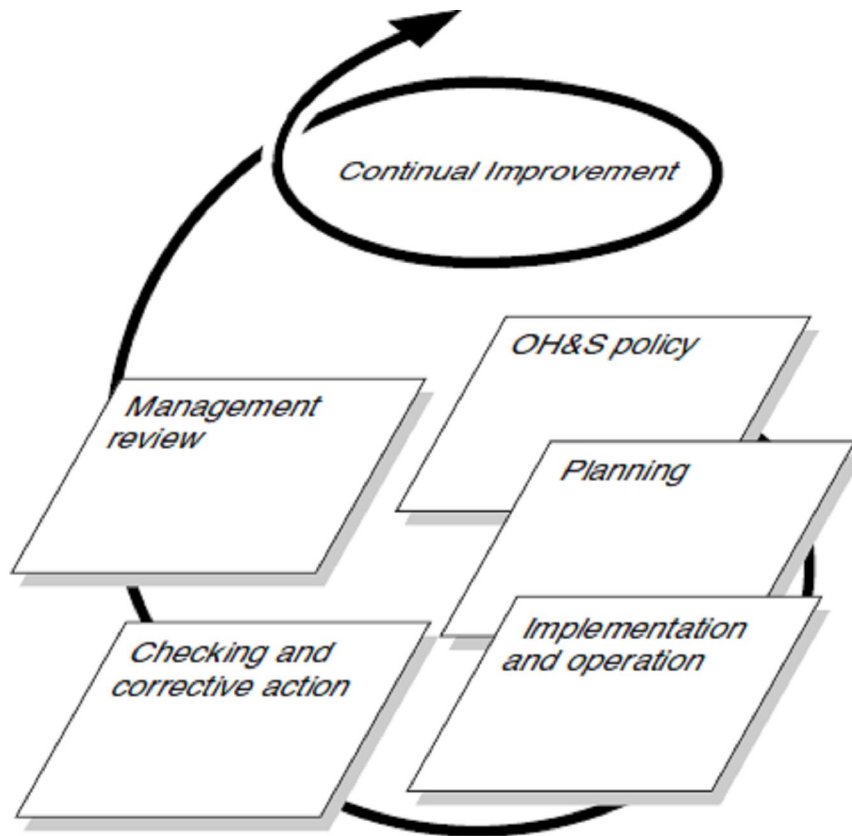 Continual Improvement
OH&S policy
Management
review
Planning
Implementation
and operation
Checking and
corrective action